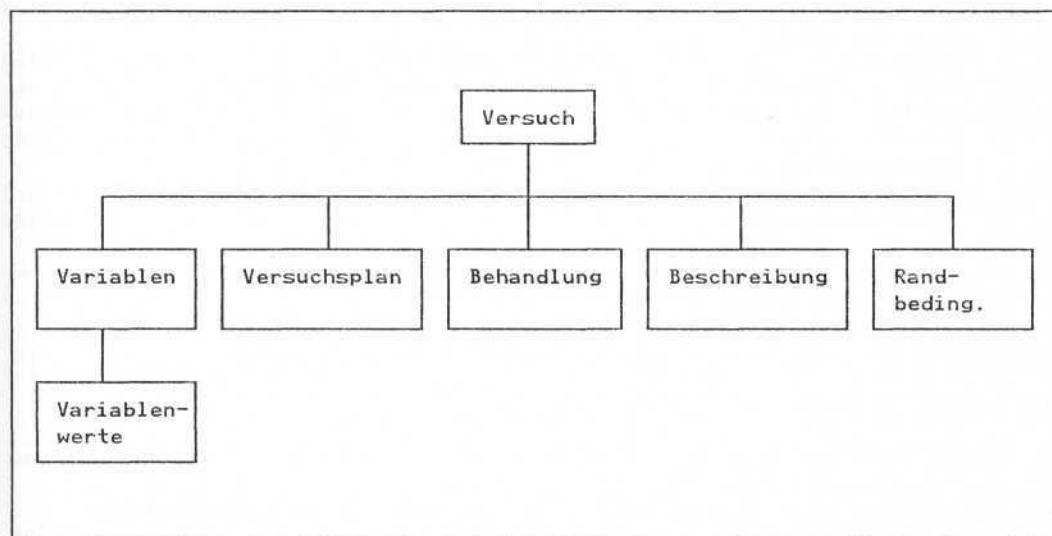 Versuch
Variablen
Versuchsplan
Behandlung
Beschreibung
Rand-
beding.
Variablen-
werte